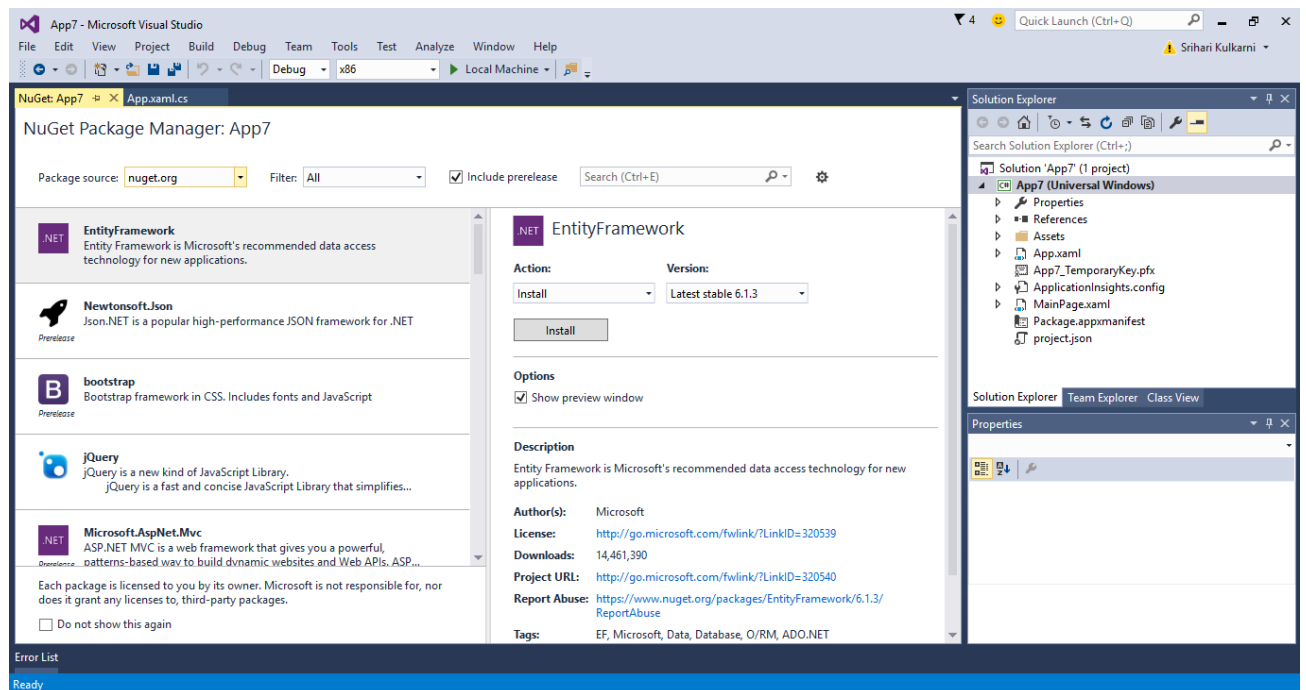 App7 - Microsoft Visual Studio
4
Quick Launch (Ctrl+Q)
File Edit View Project Build Debug Team Tools Test Analyze Window Help
Srihari Kulkarni
Debug x86 Local Machine
NuGet: App7 App.xaml.cs
NuGet Package Manager: App7
Package source: nuget.org Filter: All Include prerelease Search (Ctrl+E)
.NET
EntityFramework
Entity Framework is Microsoft's recommended data access
technology for new applications.
Newtonsoft.Json
Json.NET is a popular high-performance JSON framework for .NET
Prerelease
B
bootstrap
Bootstrap framework in CSS. Includes fonts and JavaScript
Prerelease
jQuery
jQuery is a new kind of JavaScript Library.
jQuery is a fast and concise JavaScript Library that simplifies...
.NET
Microsoft.AspNet.Mvc
ASP.NET MVC is a web framework that gives you a powerful,
patterns-based way to build dynamic websites and Web APIs. ASP...
Prerelease
Each package is licensed to you by its owner. Microsoft is not responsible for, nor
does it grant any licenses to, third-party packages.
Do not show this again
.NET EntityFramework
Action: Version:
Install Latest stable 6.1.3
Install
Options
Show preview window
Description
Entity Framework is Microsoft's recommended data access technology for new
applications.
Author(s): Microsoft
License: http://go.microsoft.com/fwlink/?LinkID=320539
Downloads: 14,461,390
Project URL: http://go.microsoft.com/fwlink/?LinkID=320540
Report Abuse: https://www.nuget.org/packages/EntityFramework/6.1.3/
ReportAbuse
Tags: EF, Microsoft, Data, Database, O/RM, ADO.NET
Solution Explorer
Search Solution Explorer (Ctrl+;)
Solution 'App7' (1 project)
C# App7 (Universal Windows)
Properties
References
Assets
App.xaml
App7_TemporaryKey.pfx
ApplicationInsights.config
MainPage.xaml
Package.appxmanifest
project.json
Solution Explorer Team Explorer Class View
Properties
Error List
Ready